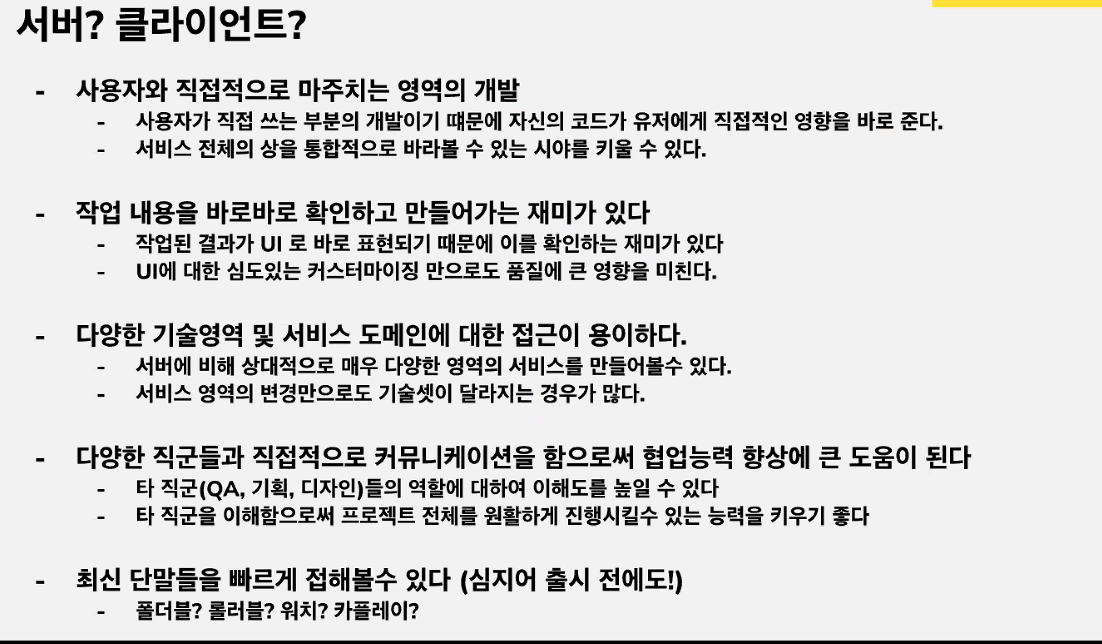 서버? 클라이언트?
- 사용자와 직접적으로 마주치는 영역의 개발
- 사용자가 직접 쓰는 부분의 개발이기 떄문에 자신의 코드가 유저에게 직접적인 영향을 바로 준다.
- 서비스 전체의 상을 통합적으로 바라볼 수 있는 시야를 키울 수 있다.
- 작업 내용을 바로바로 확인하고 만들어가는 재미가 있다
- 작업된 결과가 UI 로 바로 표현되기 때문에 이를 확인하는 재미가 있다
- UI에 대한 심도있는 커스터마이징 만으로도 품질에 큰 영향을 미친다.
- 다양한 기술영역 및 서비스 도메인에 대한 접근이 용이하다.
- 서버에 비해 상대적으로 매우 다양한 영역의 서비스를 만들어볼수 있다.
- 서비스 영역의 변경만으로도 기술셋이 달라지는 경우가 많다.
- 다양한 직군들과 직접적으로 커뮤니케이션을 함으로써 협업능력 향상에 큰 도움이 된다
- 타 직군(QA, 기획, 디자인)들의 역할에 대하여 이해도를 높일 수 있다
- 타 직군을 이해함으로써 프로젝트 전체를 원활하게 진행시킬수 있는 능력을 키우기 좋다
- 최신 단말들을 빠르게 접해볼수 있다 (심지어 출시 전에도!)
- 폴더블? 롤러블? 워치? 카플레이?